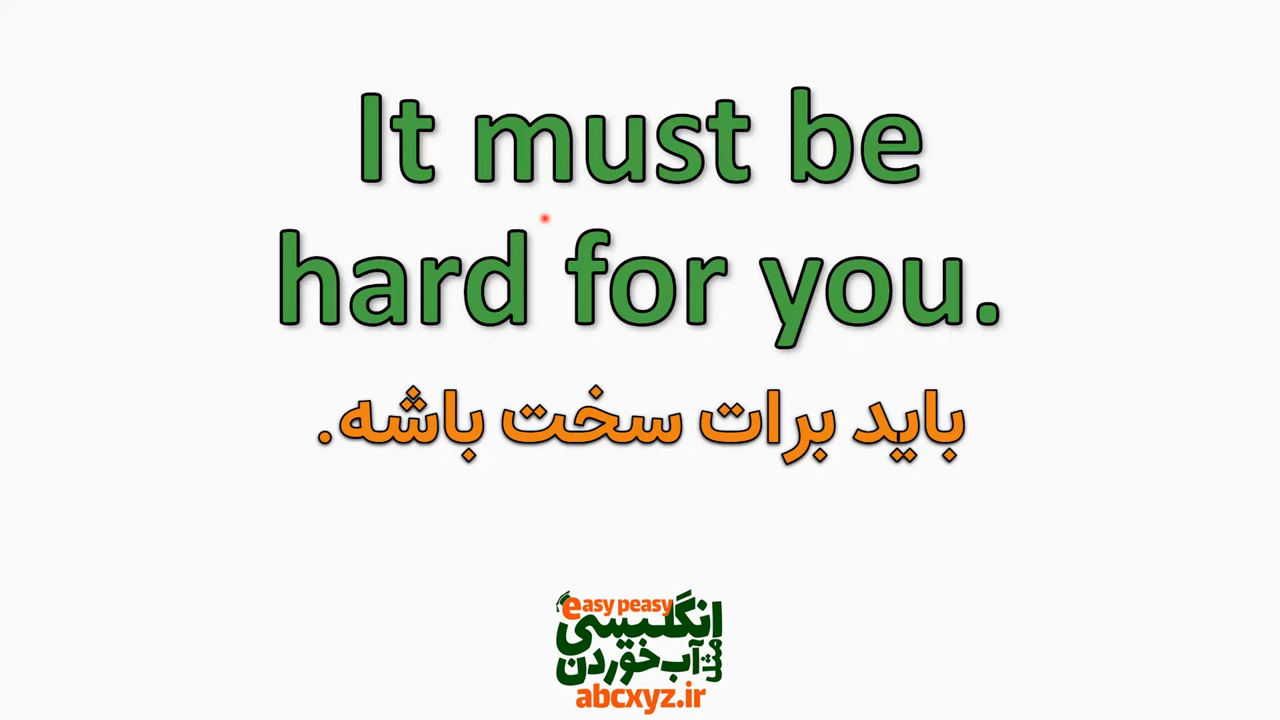 It must be
hard for you.
باید برات سخت باشه.
easy peasy
انگلیسی
مثل آب خوردن
abcxyz.ir